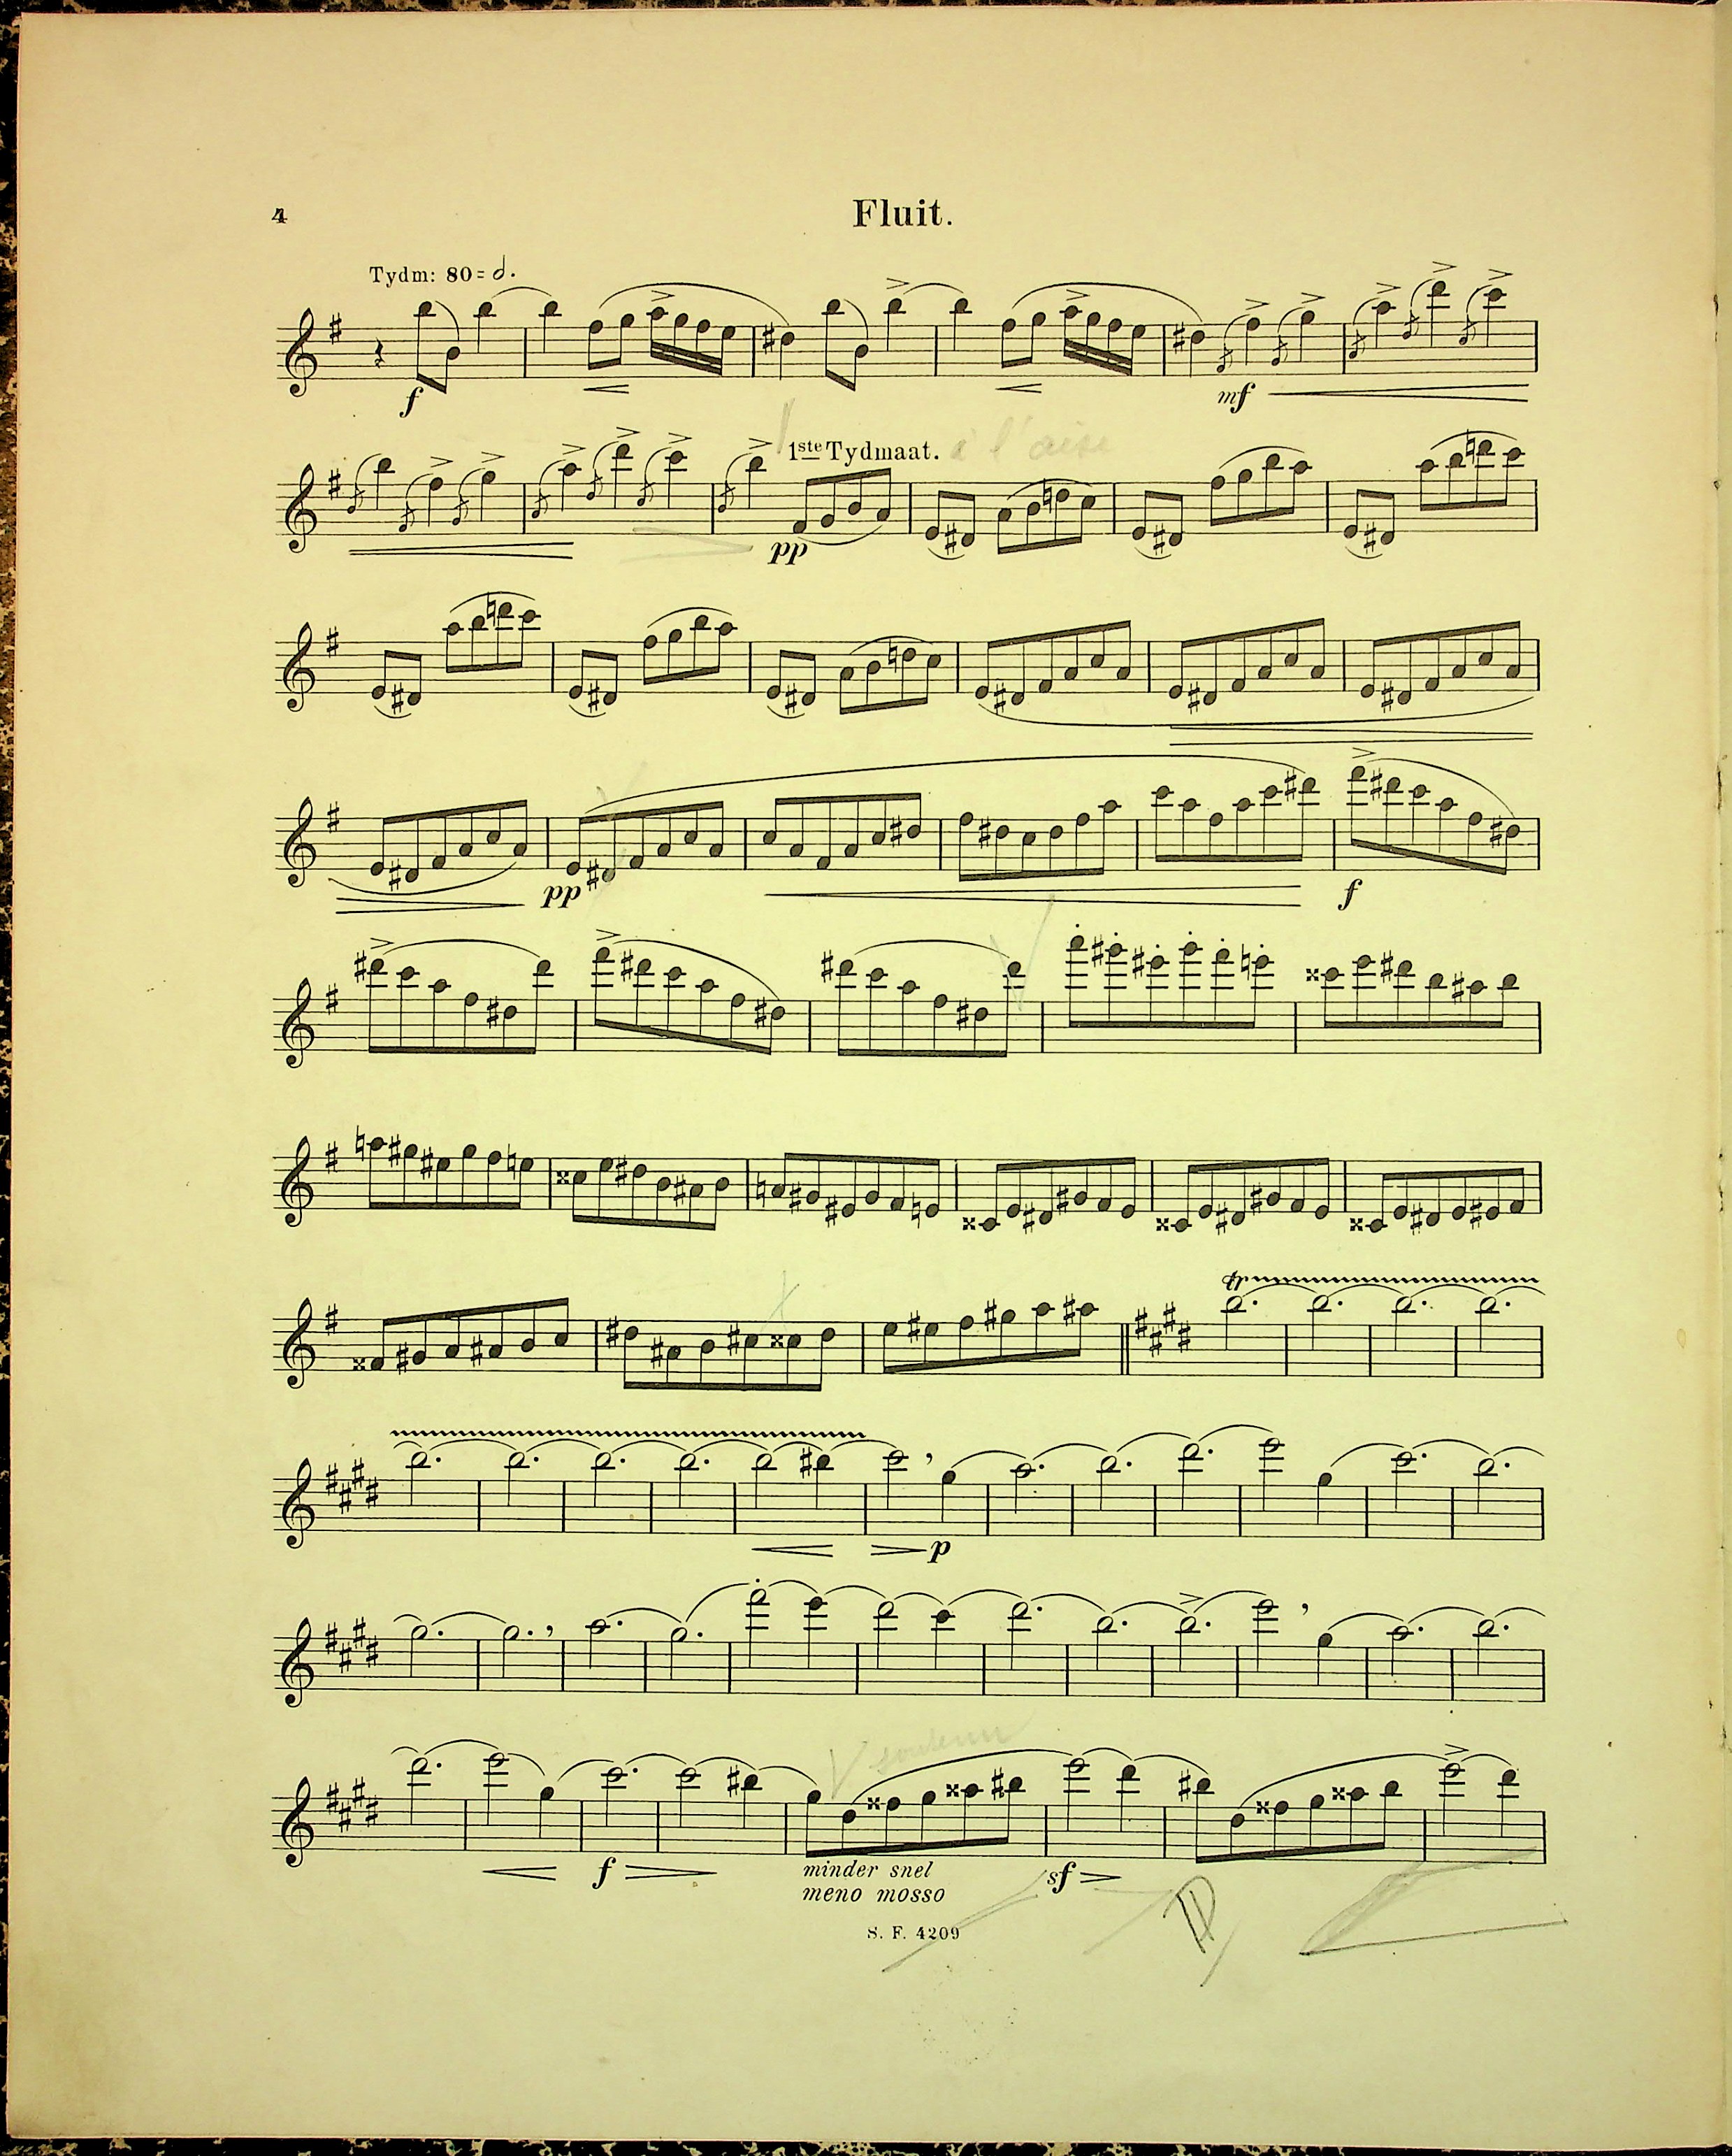 4
Fluit.
Tydm: 80=𝅗𝅥.
f
mf
1ste Tydmaat. à l'aise
pp
pp
f
tr
p
soutenu
f
minder snel
sf
meno mosso
S. F. 4209